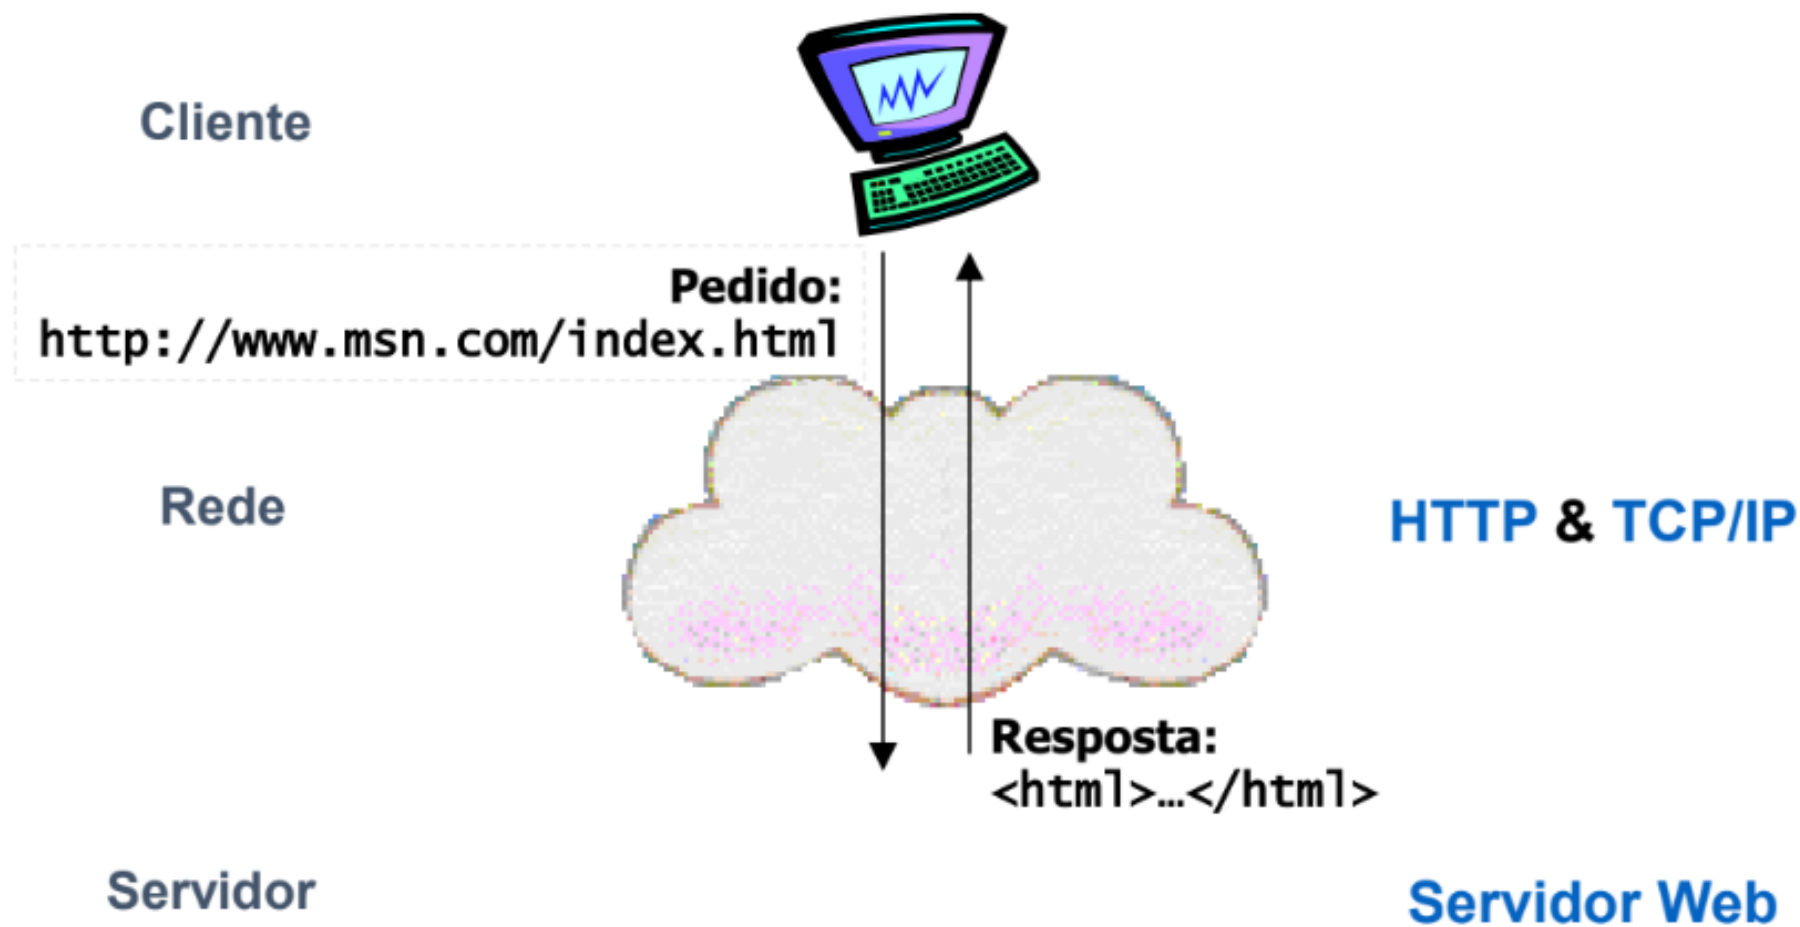 Cliente
Pedido:
http://www.msn.com/index.html
Rede
HTTP & TCP/IP
Resposta:
<html>…</html>
Servidor
Servidor Web